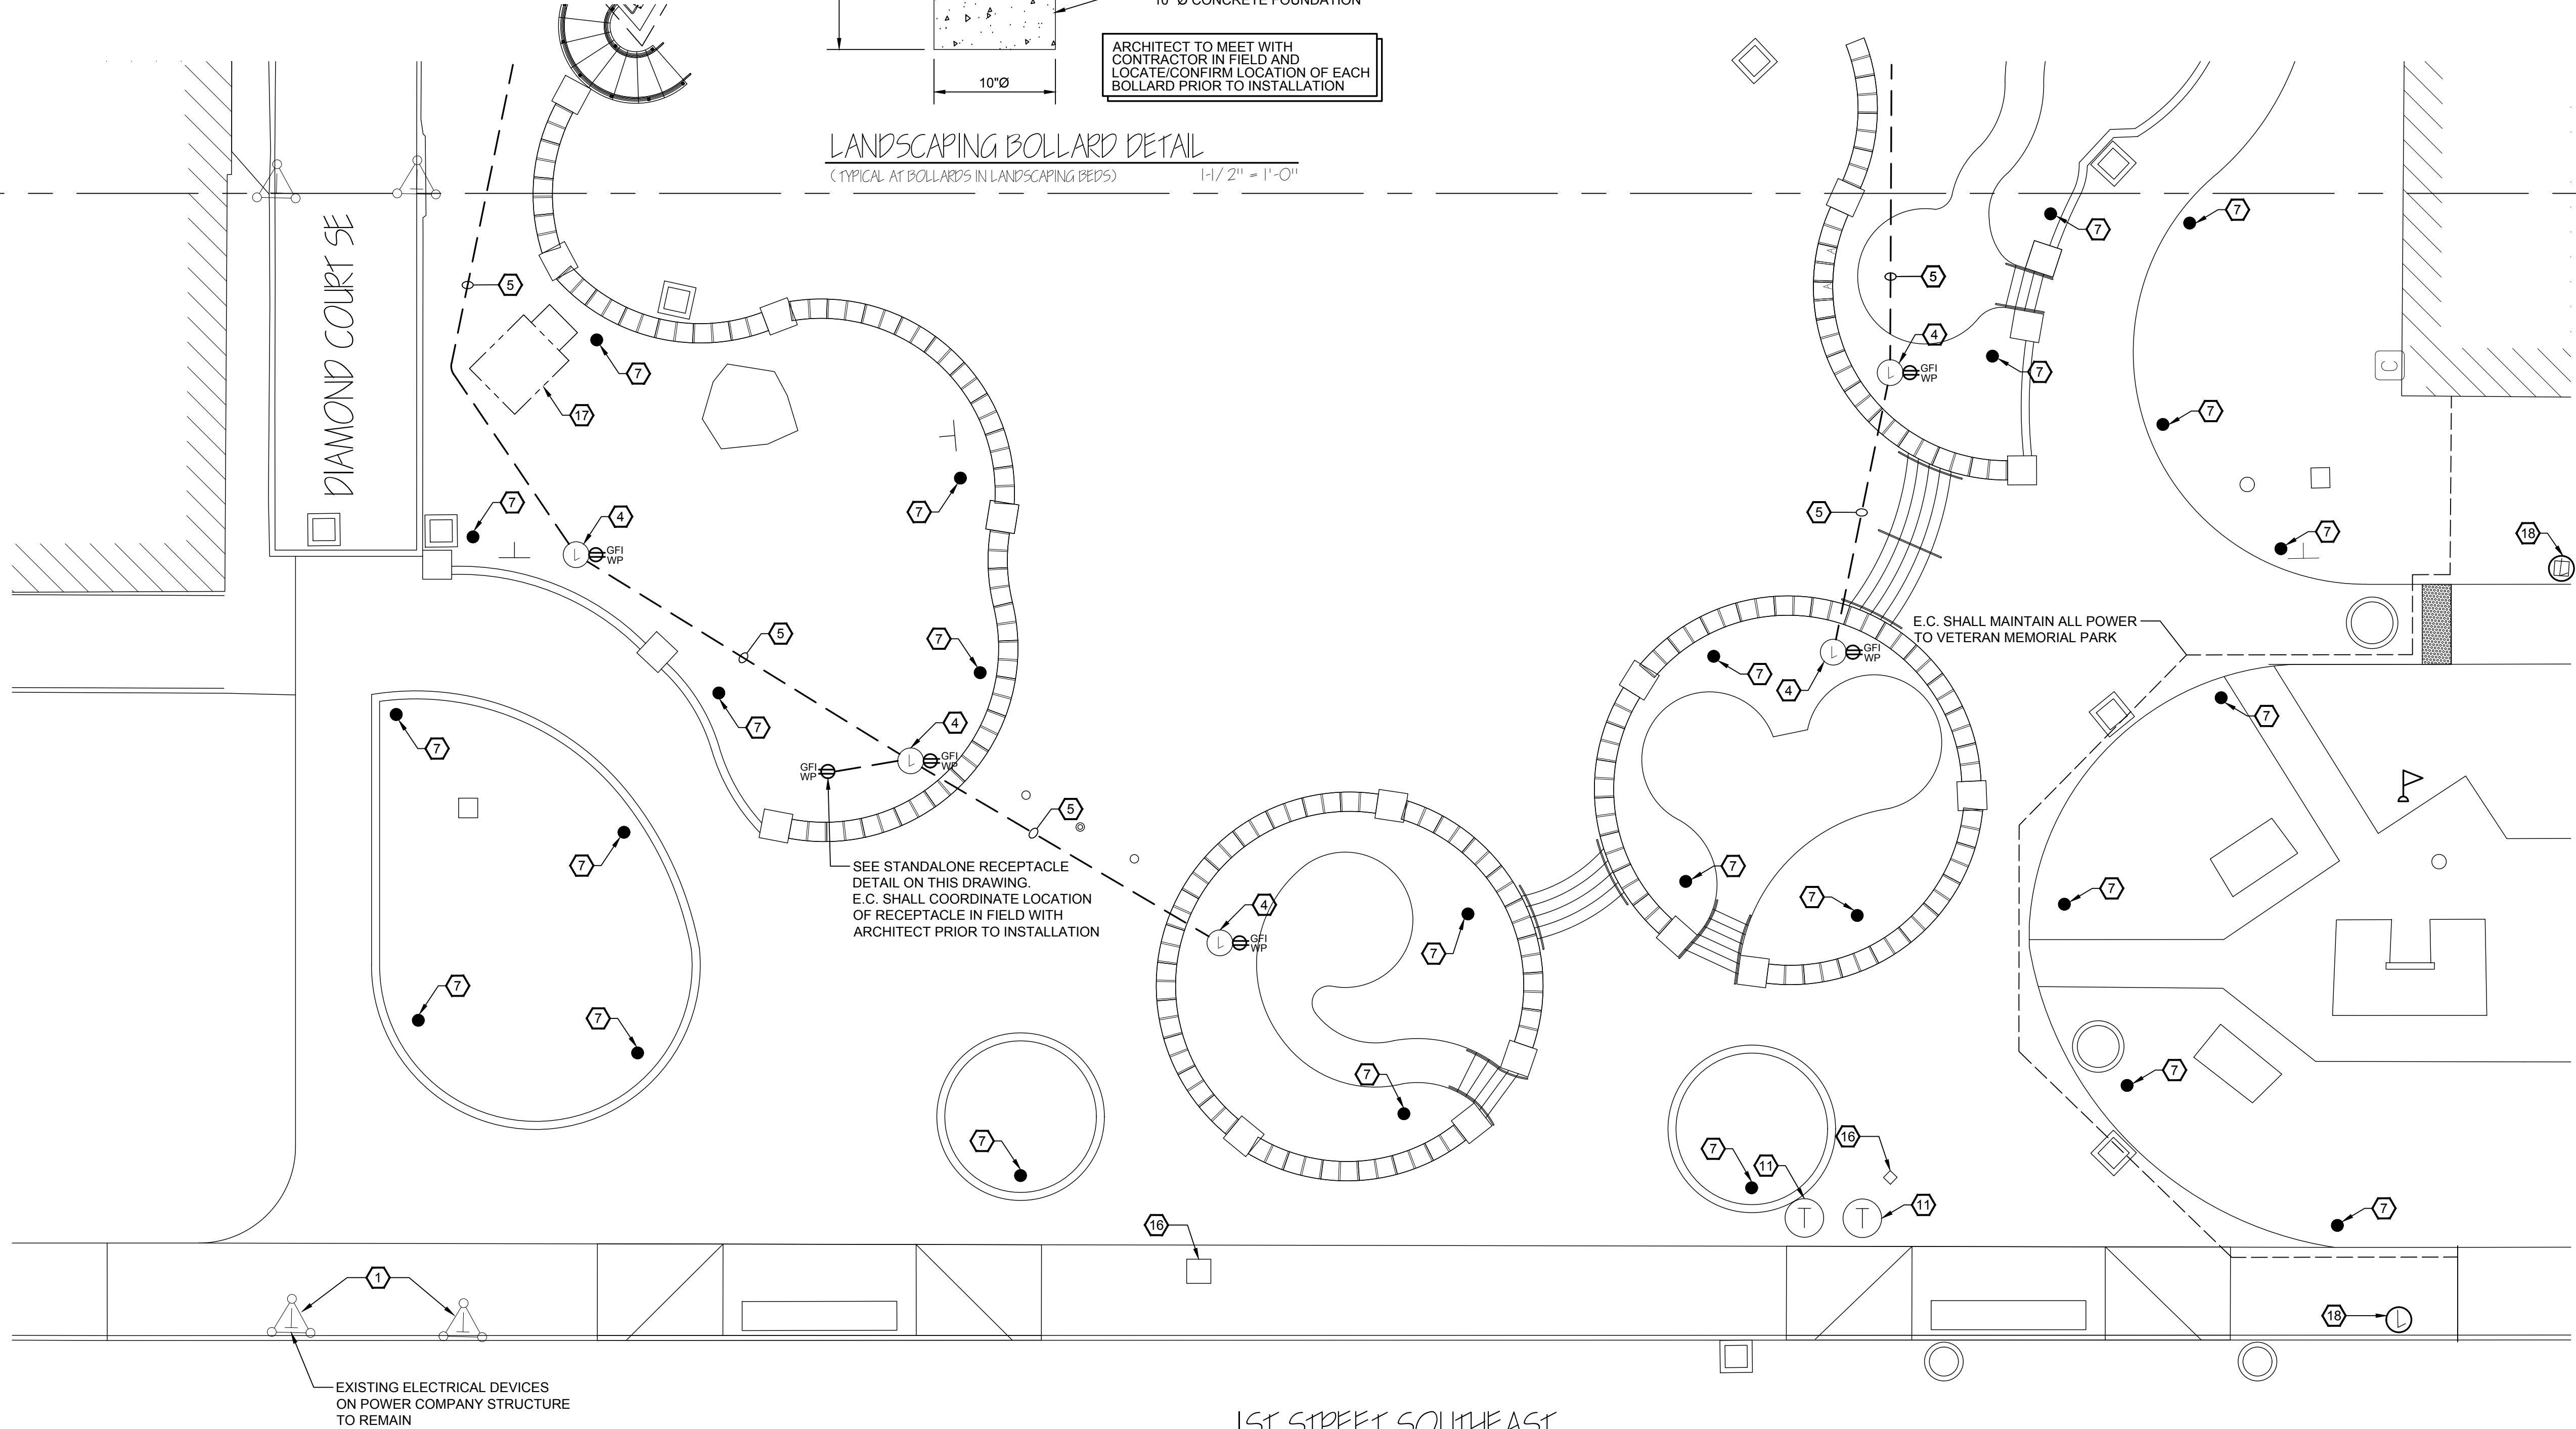 10" Ø CONCRETE FOUNDATION
ARCHITECT TO MEET WITH
CONTRACTOR IN FIELD AND
LOCATE/CONFIRM LOCATION OF EACH
BOLLARD PRIOR TO INSTALLATION
10"Ø
LANDSCAPING BOLLARD DETAIL
(TYPICAL AT BOLLARDS IN LANDSCAPING BEDS) 1-1/2" = 1'-0"
DIAMOND COURT SE
7
7
5
5
4
GFI
WP
7
7
17
7
C
7
4
GFI
WP
7
5
7
18
E.C. SHALL MAINTAIN ALL POWER
TO VETERAN MEMORIAL PARK
5
7
4
GFI
WP
7
4
7
7
4
GFI
WP
GFI
WP
7
5
SEE STANDALONE RECEPTACLE
DETAIL ON THIS DRAWING.
E.C. SHALL COORDINATE LOCATION
OF RECEPTACLE IN FIELD WITH
ARCHITECT PRIOR TO INSTALLATION
7
7
7
7
4
GFI
WP
7
7
7
7
7
7
7
16
11
11
7
16
1
18
EXISTING ELECTRICAL DEVICES
ON POWER COMPANY STRUCTURE
TO REMAIN
1ST STREET SOUTHEAST